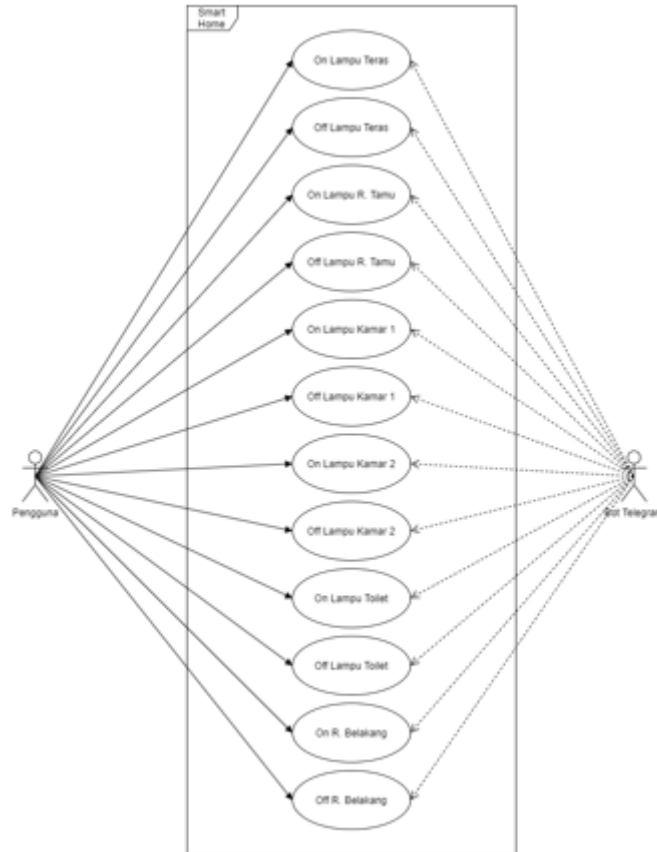 Smart
Home
On Lampu Teras
Off Lampu Teras
On Lampu R. Tamu
Off Lampu R. Tamu
On Lampu Kamar 1
Off Lampu Kamar 1
On Lampu Kamar 2
Pengguna
Bot Telegram
Off Lampu Kamar 2
On Lampu Toilet
Off Lampu Toilet
On R. Belakang
Off R. Belakang